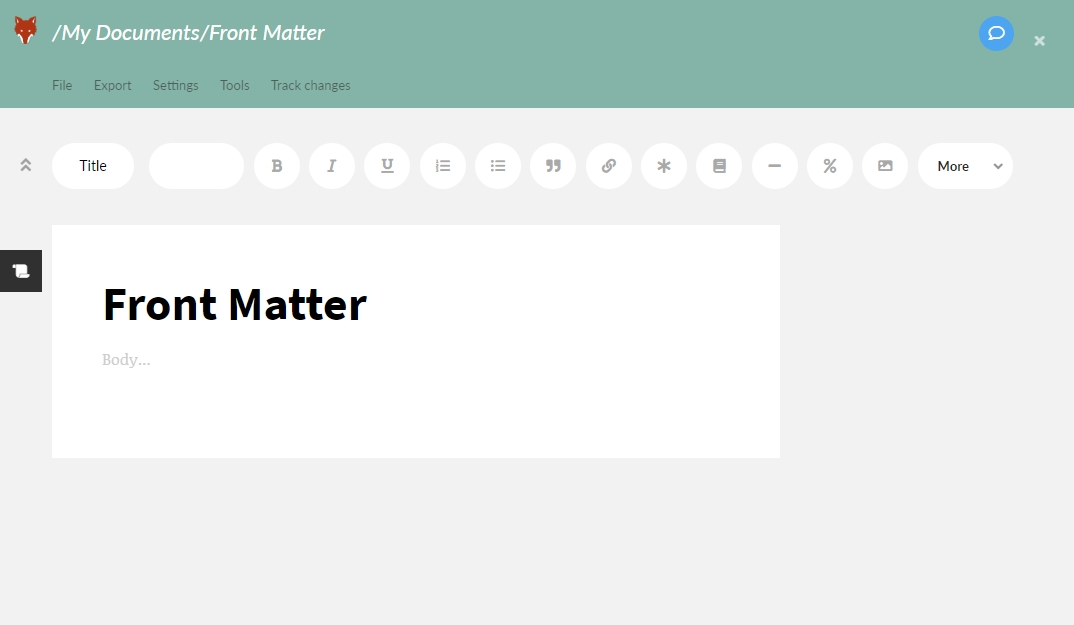 /My Documents/Front Matter
File Export Settings Tools Track changes
Title B I U More
Front Matter
Body...